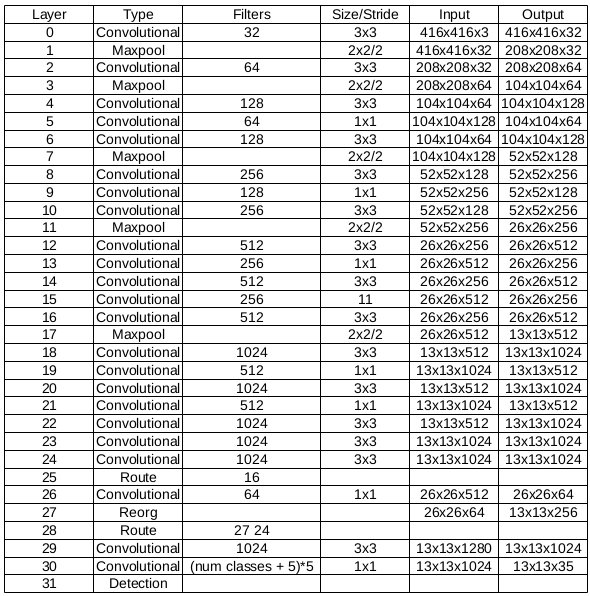 Layer Type Filters Size/Stride Input Output
0 Convolutional 32 3x3 416x416x3 416x416x32
1 Maxpool 2x2/2 416x416x32 208x208x32
2 Convolutional 64 3x3 208x208x32 208x208x64
3 Maxpool 2x2/2 208x208x64 104x104x64
4 Convolutional 128 3x3 104x104x64 104x104x128
5 Convolutional 64 1x1 104x104x128 104x104x64
6 Convolutional 128 3x3 104x104x64 104x104x128
7 Maxpool 2x2/2 104x104x128 52x52x128
8 Convolutional 256 3x3 52x52x128 52x52x256
9 Convolutional 128 1x1 52x52x256 52x52x128
10 Convolutional 256 3x3 52x52x128 52x52x256
11 Maxpool 2x2/2 52x52x256 26x26x256
12 Convolutional 512 3x3 26x26x256 26x26x512
13 Convolutional 256 1x1 26x26x512 26x26x256
14 Convolutional 512 3x3 26x26x256 26x26x512
15 Convolutional 256 11 26x26x512 26x26x256
16 Convolutional 512 3x3 26x26x256 26x26x512
17 Maxpool 2x2/2 26x26x512 13x13x512
18 Convolutional 1024 3x3 13x13x512 13x13x1024
19 Convolutional 512 1x1 13x13x1024 13x13x512
20 Convolutional 1024 3x3 13x13x512 13x13x1024
21 Convolutional 512 1x1 13x13x1024 13x13x512
22 Convolutional 1024 3x3 13x13x512 13x13x1024
23 Convolutional 1024 3x3 13x13x1024 13x13x1024
24 Convolutional 1024 3x3 13x13x1024 13x13x1024
25 Route 16
26 Convolutional 64 1x1 26x26x512 26x26x64
27 Reorg 26x26x64 13x13x256
28 Route 27 24
29 Convolutional 1024 3x3 13x13x1280 13x13x1024
30 Convolutional (num classes + 5)*5 1x1 13x13x1024 13x13x35
31 Detection